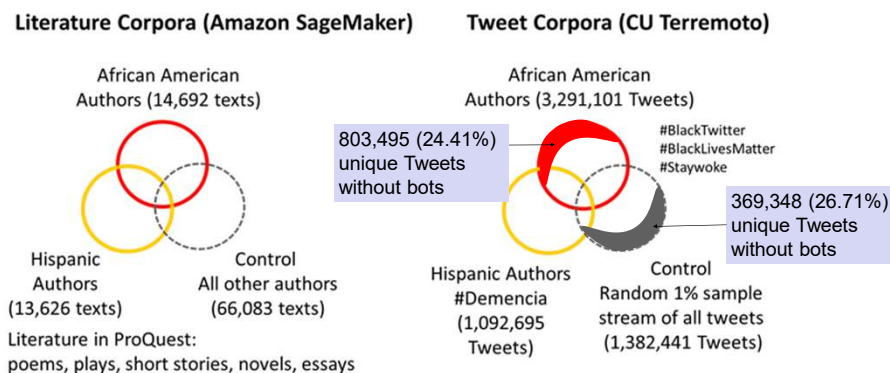 Literature Corpora (Amazon SageMaker)
African American
Authors (14,692 texts)
Hispanic
Authors
(13,626 texts)
Control
All other authors
(66,083 texts)
Literature in ProQuest:
poems, plays, short stories, novels, essays
Tweet Corpora (CU Terremoto)
African American
Authors (3,291,101 Tweets)
803,495 (24.41%)
unique Tweets
without bots
#BlackTwitter
#BlackLivesMatter
#Staywoke
369,348 (26.71%)
unique Tweets
without bots
Hispanic Authors
#Demencia
(1,092,695
Tweets)
Control
Random 1% sample
stream of all tweets
(1,382,441 Tweets)